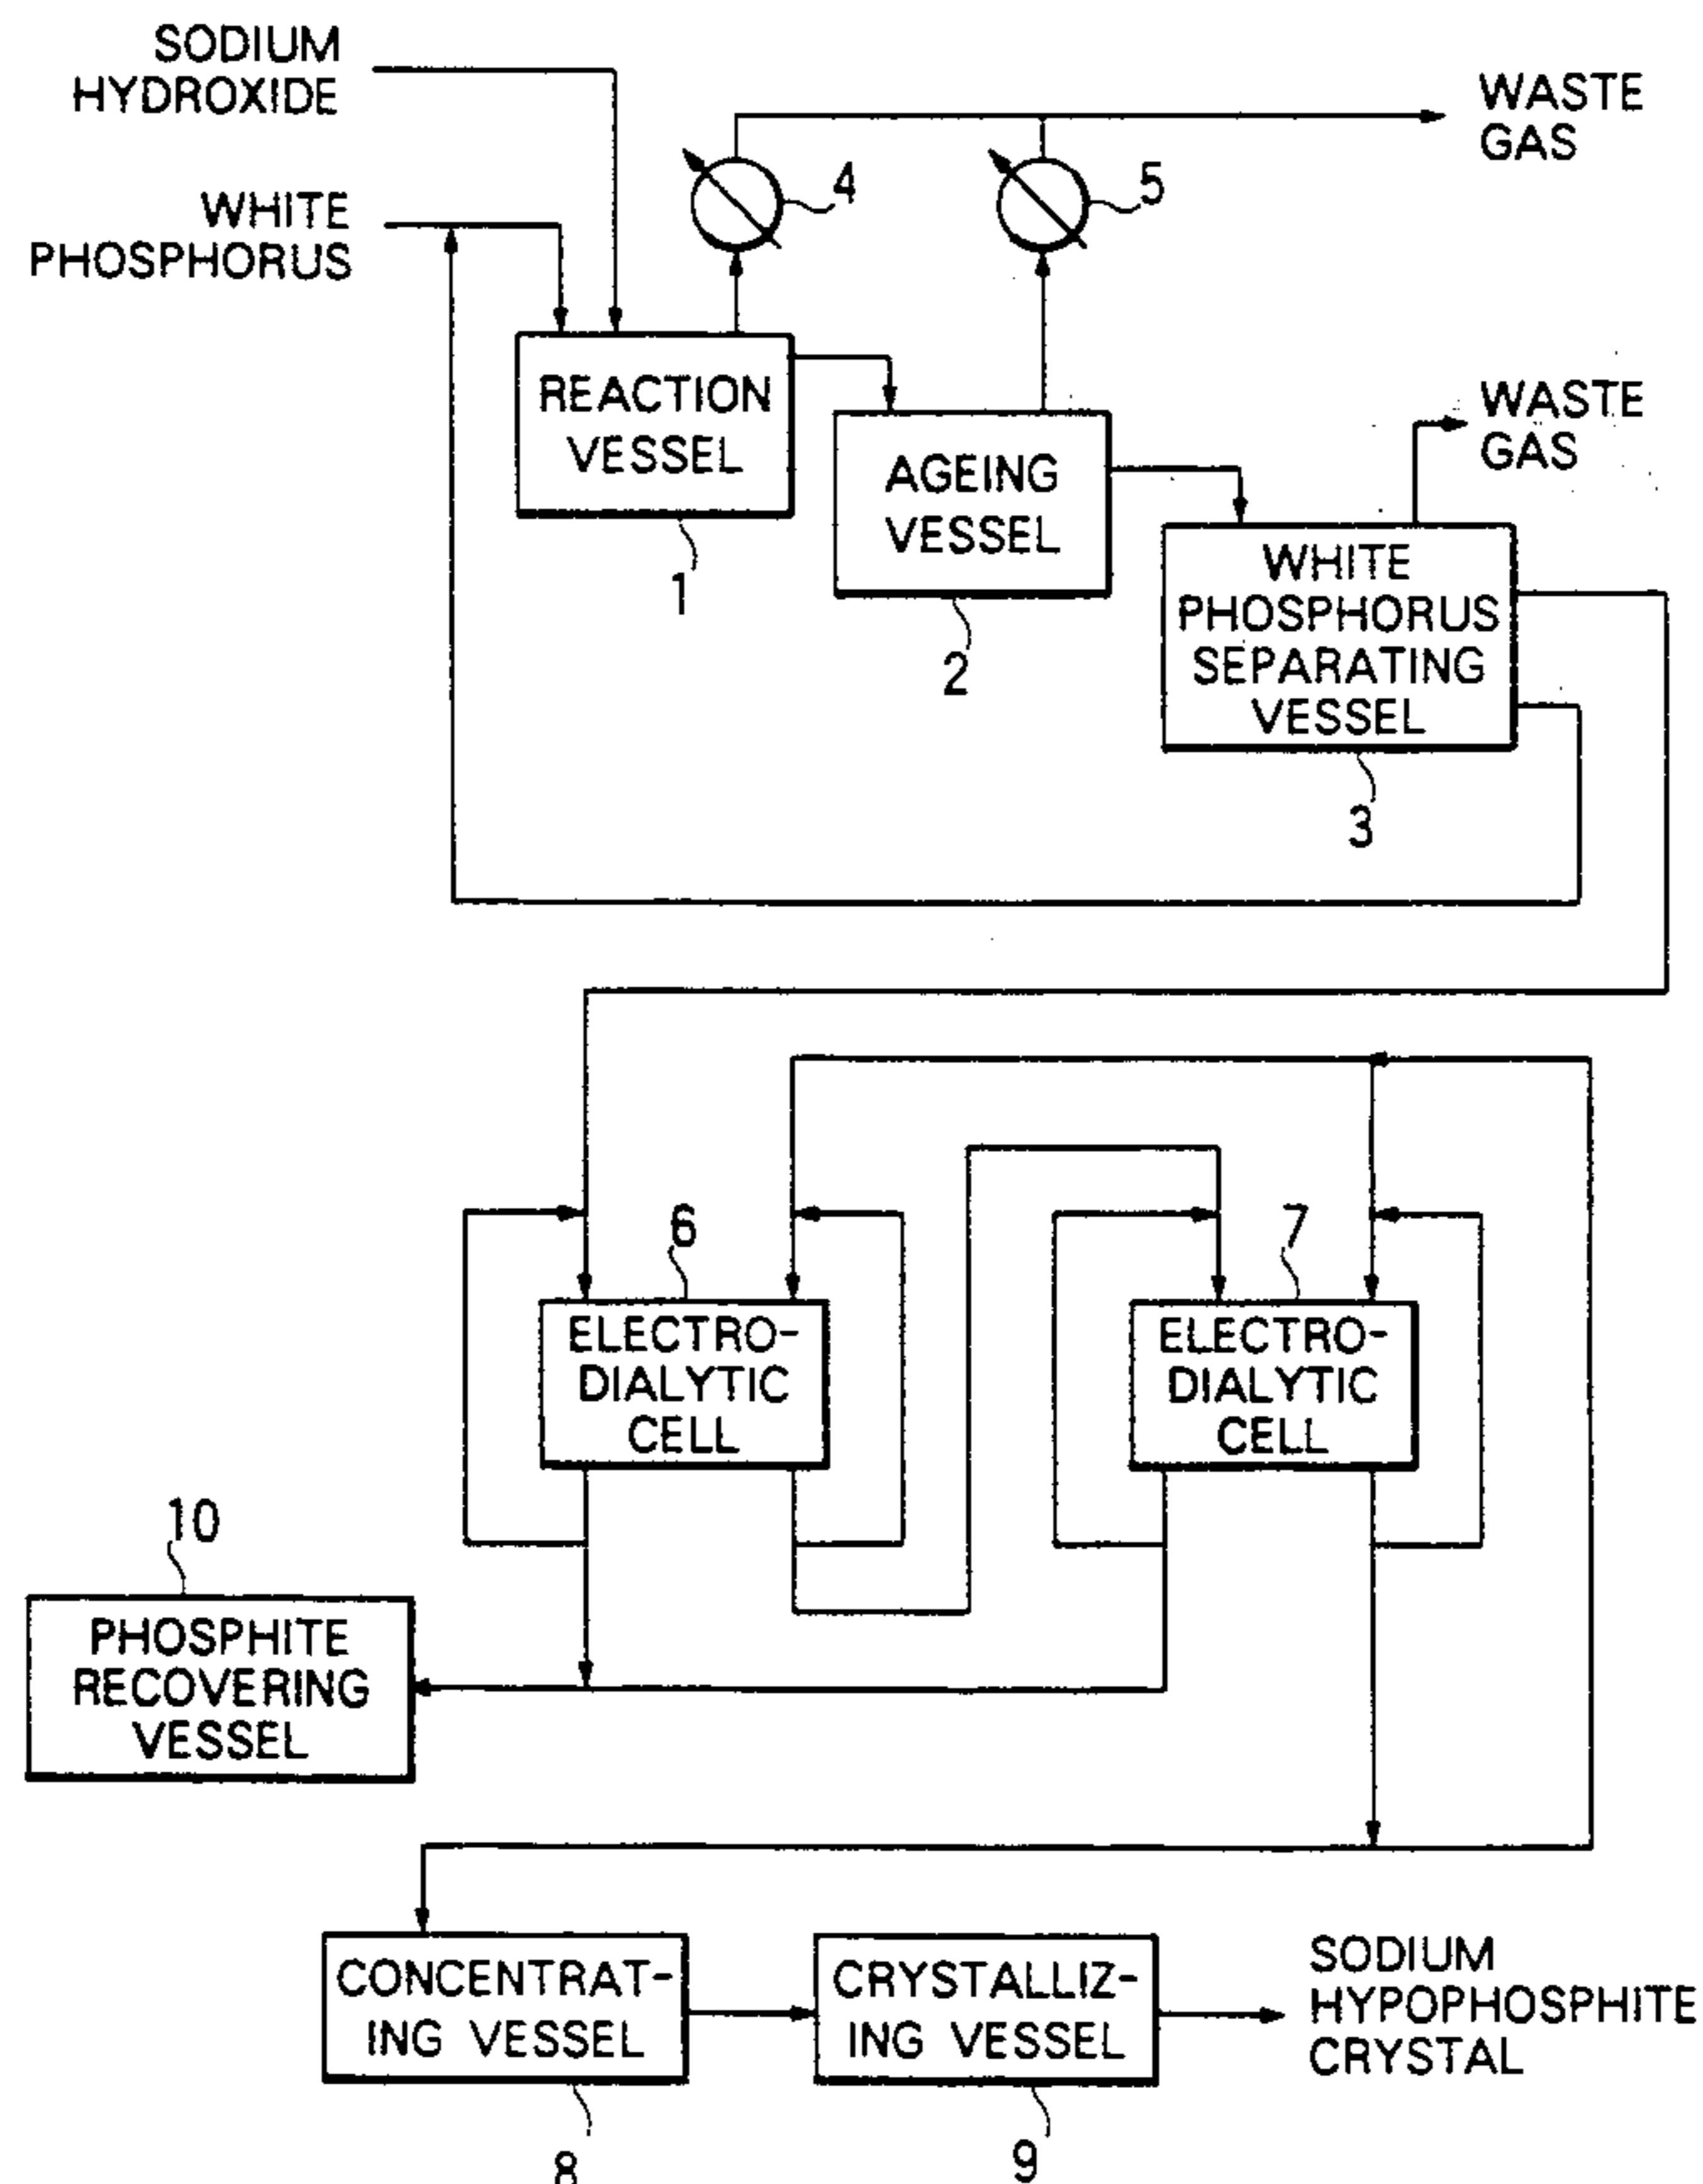 SODIUM
HYDROXIDE
WASTE
GAS
4
5
WHITE
PHOSPHORUS
REACTION
VESSEL
1
AGEING
VESSEL
2
WASTE
GAS
WHITE
PHOSPHORUS
SEPARATING
VESSEL
3
6
7
ELECTRO-
DIALYTIC
CELL
ELECTRO-
DIALYTIC
CELL
10
PHOSPHITE
RECOVERING
VESSEL
CONCENTRAT-
ING VESSEL
8
CRYSTALLIZ-
ING VESSEL
9
SODIUM
HYPOPHOSPHITE
CRYSTAL